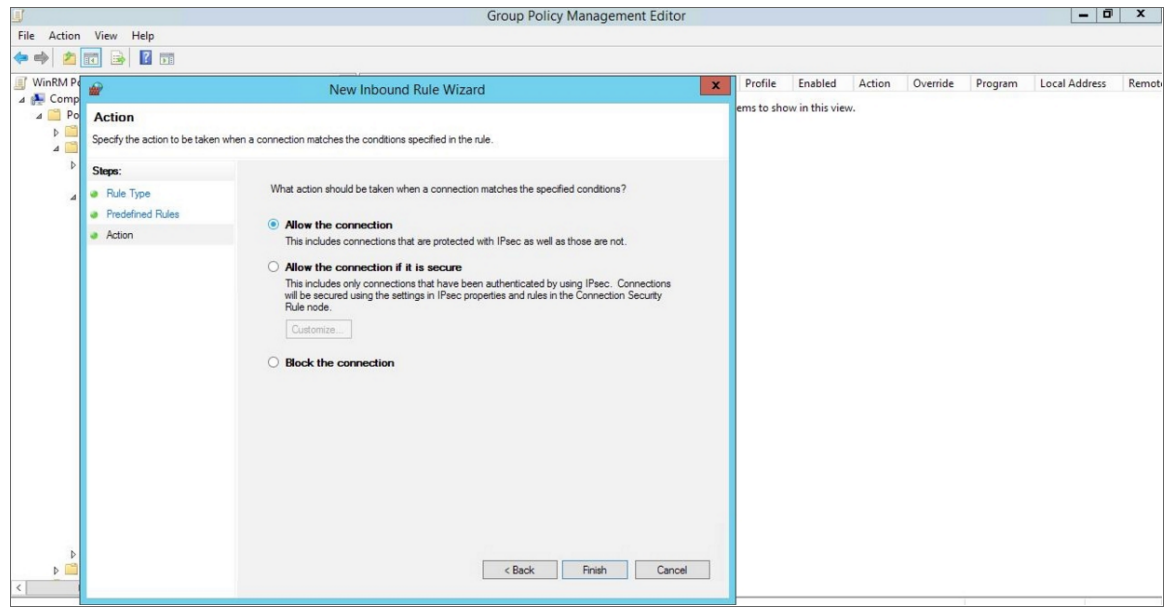 Group Policy Management Editor
File Action View Help
WinRM Po
Comp
Po
Profile Enabled Action Override Program Local Address Remot
ems to show in this view.
New Inbound Rule Wizard
Action
Specify the action to be taken when a connection matches the conditions specified in the rule.
Steps:
Rule Type
Predefined Rules
Action
What action should be taken when a connection matches the specified conditions?
Allow the connection
This includes connections that are protected with IPsec as well as those are not.
Allow the connection if it is secure
This includes only connections that have been authenticated by using IPsec. Connections
will be secured using the settings in IPsec properties and rules in the Connection Security
Rule node.
Customize...
Block the connection
< Back Finish Cancel